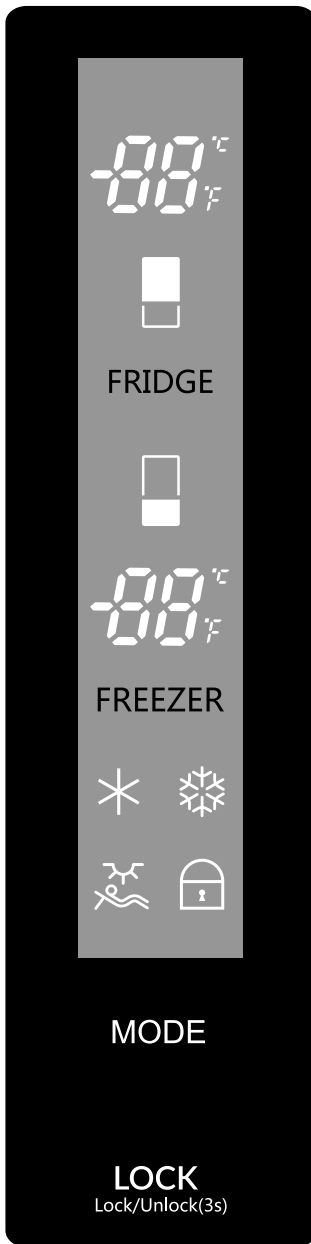 -88 °C
°F
FRIDGE
-88 °C
°F
FREEZER
MODE
LOCK
Lock/Unlock(3s)